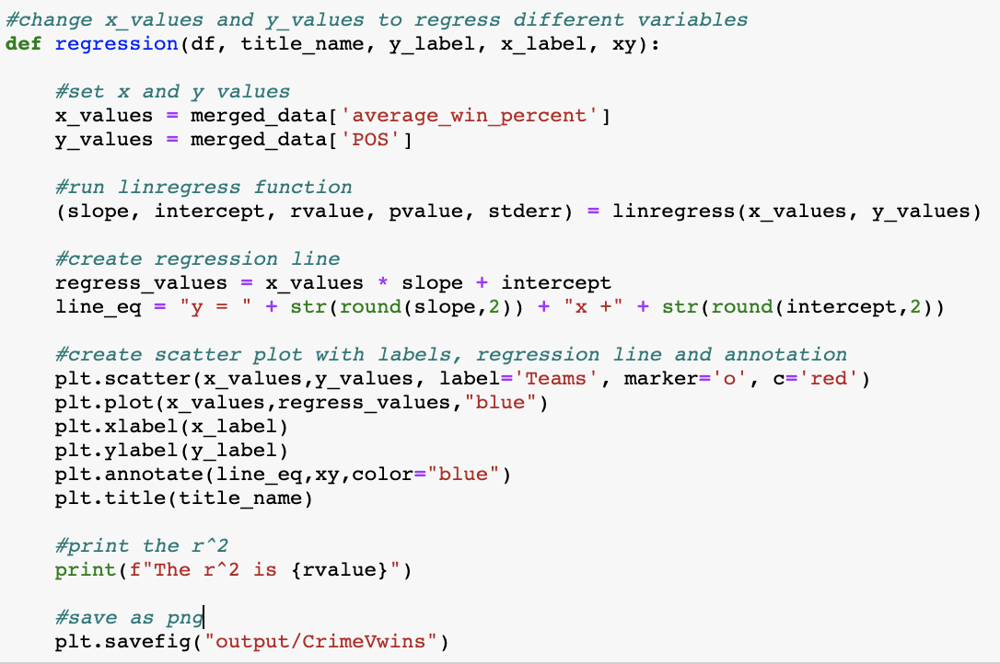 #change x_values and y_values to regress different variables
def regression(df, title_name, y_label, x_label, xy):
#set x and y values
x_values = merged_data['average_win_percent']
y_values = merged_data['POS']
#run linregress function
(slope, intercept, rvalue, pvalue, stderr) = linregress(x_values, y_values)
#create regression line
regress_values = x_values * slope + intercept
line_eq = "y = " + str(round(slope,2)) + "x +" + str(round(intercept,2))
#create scatter plot with labels, regression line and annotation
plt.scatter(x_values,y_values, label='Teams', marker='o', c='red')
plt.plot(x_values,regress_values,"blue")
plt.xlabel(x_label)
plt.ylabel(y_label)
plt.annotate(line_eq,xy,color="blue")
plt.title(title_name)
#print the r^2
print(f"The r^2 is {rvalue}")
#save as png
plt.savefig("output/CrimeVwins")